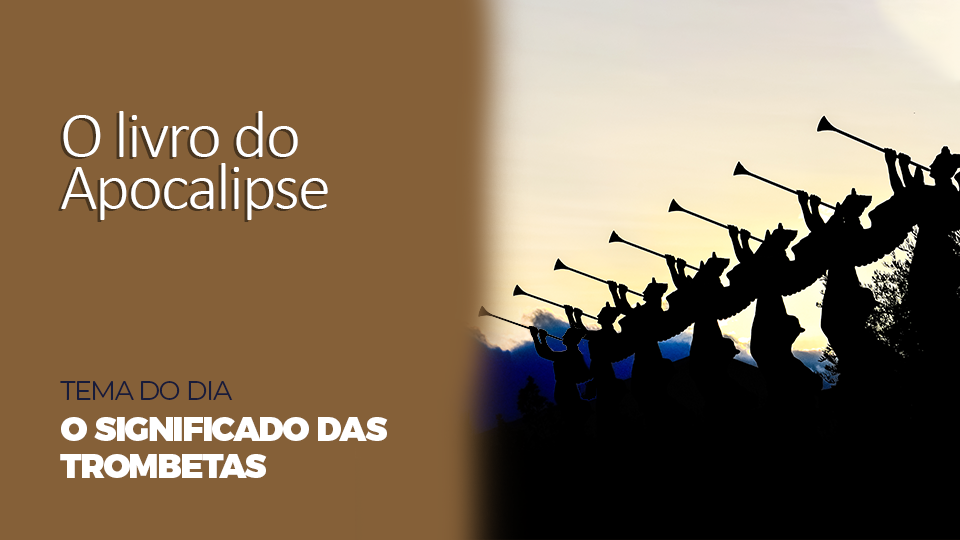 O livro do
Apocalipse
TEMA DO DIA
O SIGNIFICADO DAS
TROMBETAS